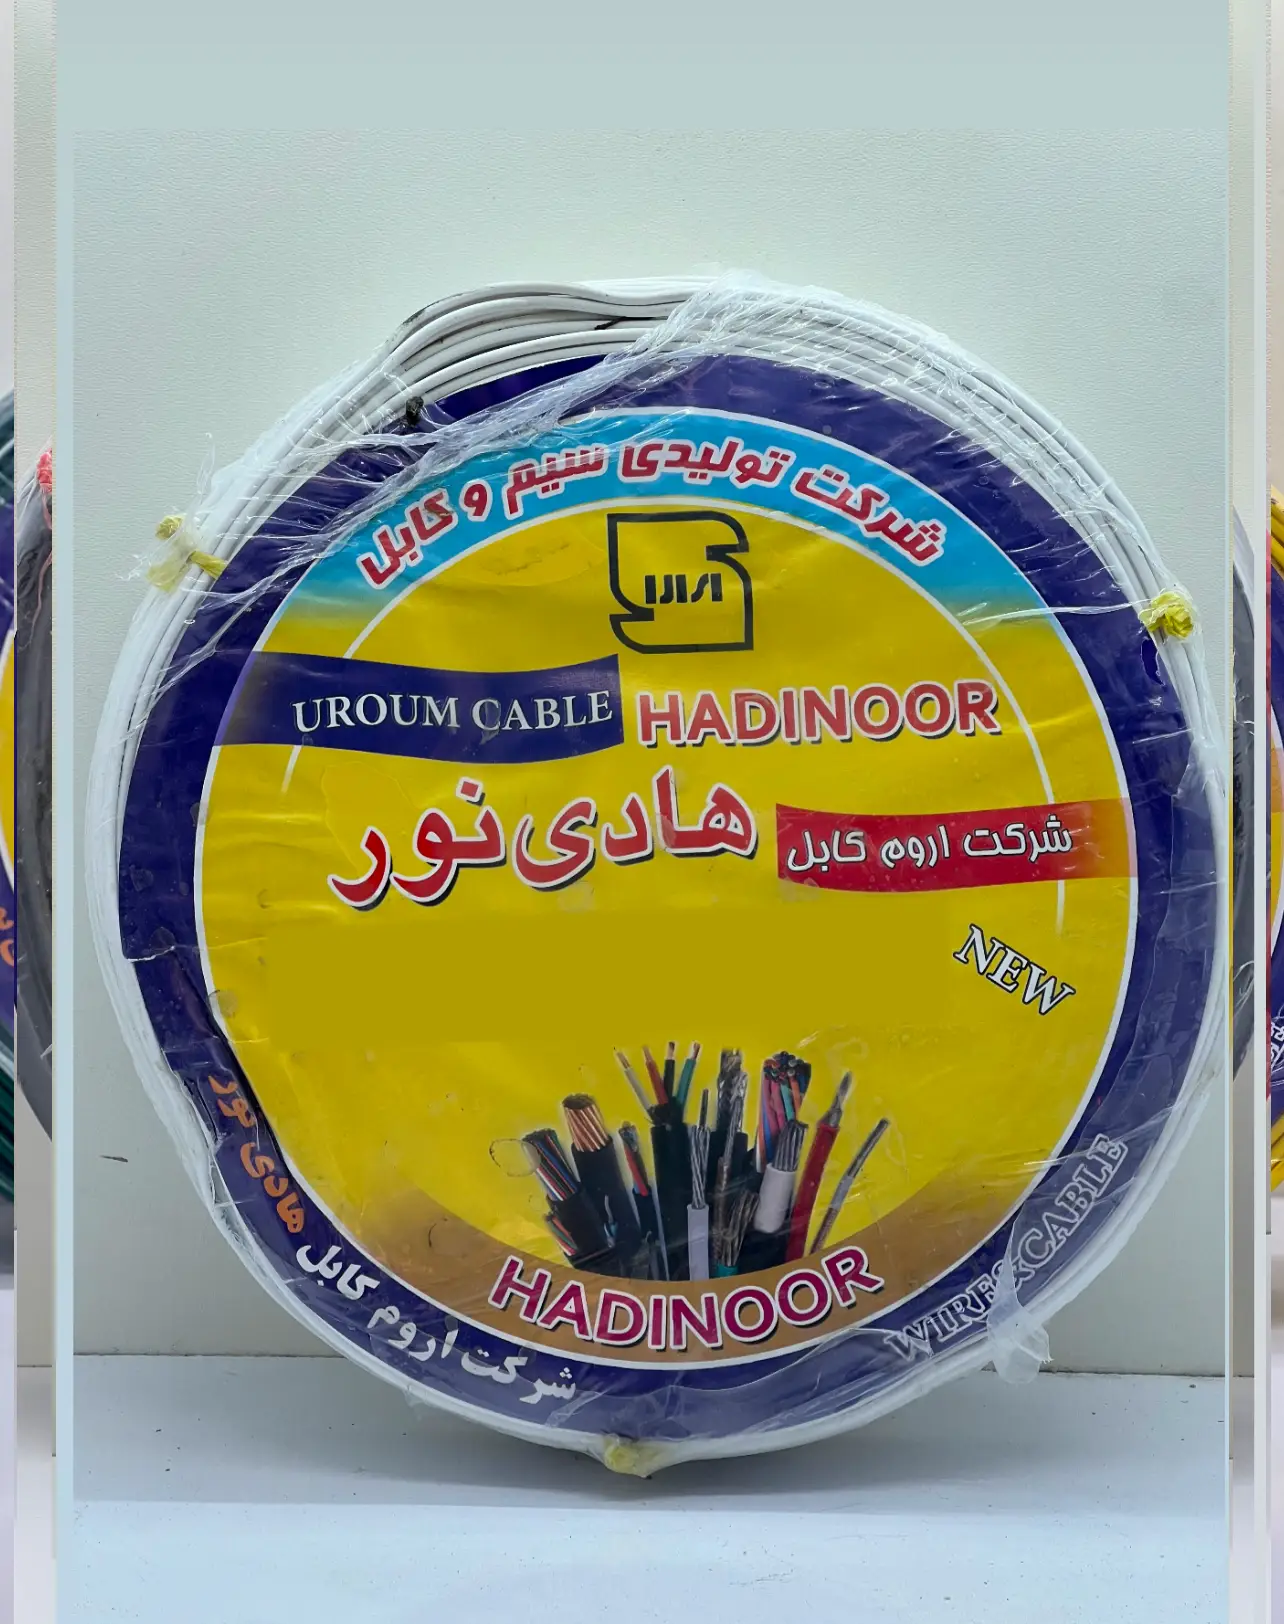 شرکت تولیدی سیم و کابل
UROUM CABLE
HADINOOR
هادی نور
شرکت اروم کابل
NEW
HADINOOR
شرکت اروم کابل هادی نور
WIRE&CABLE